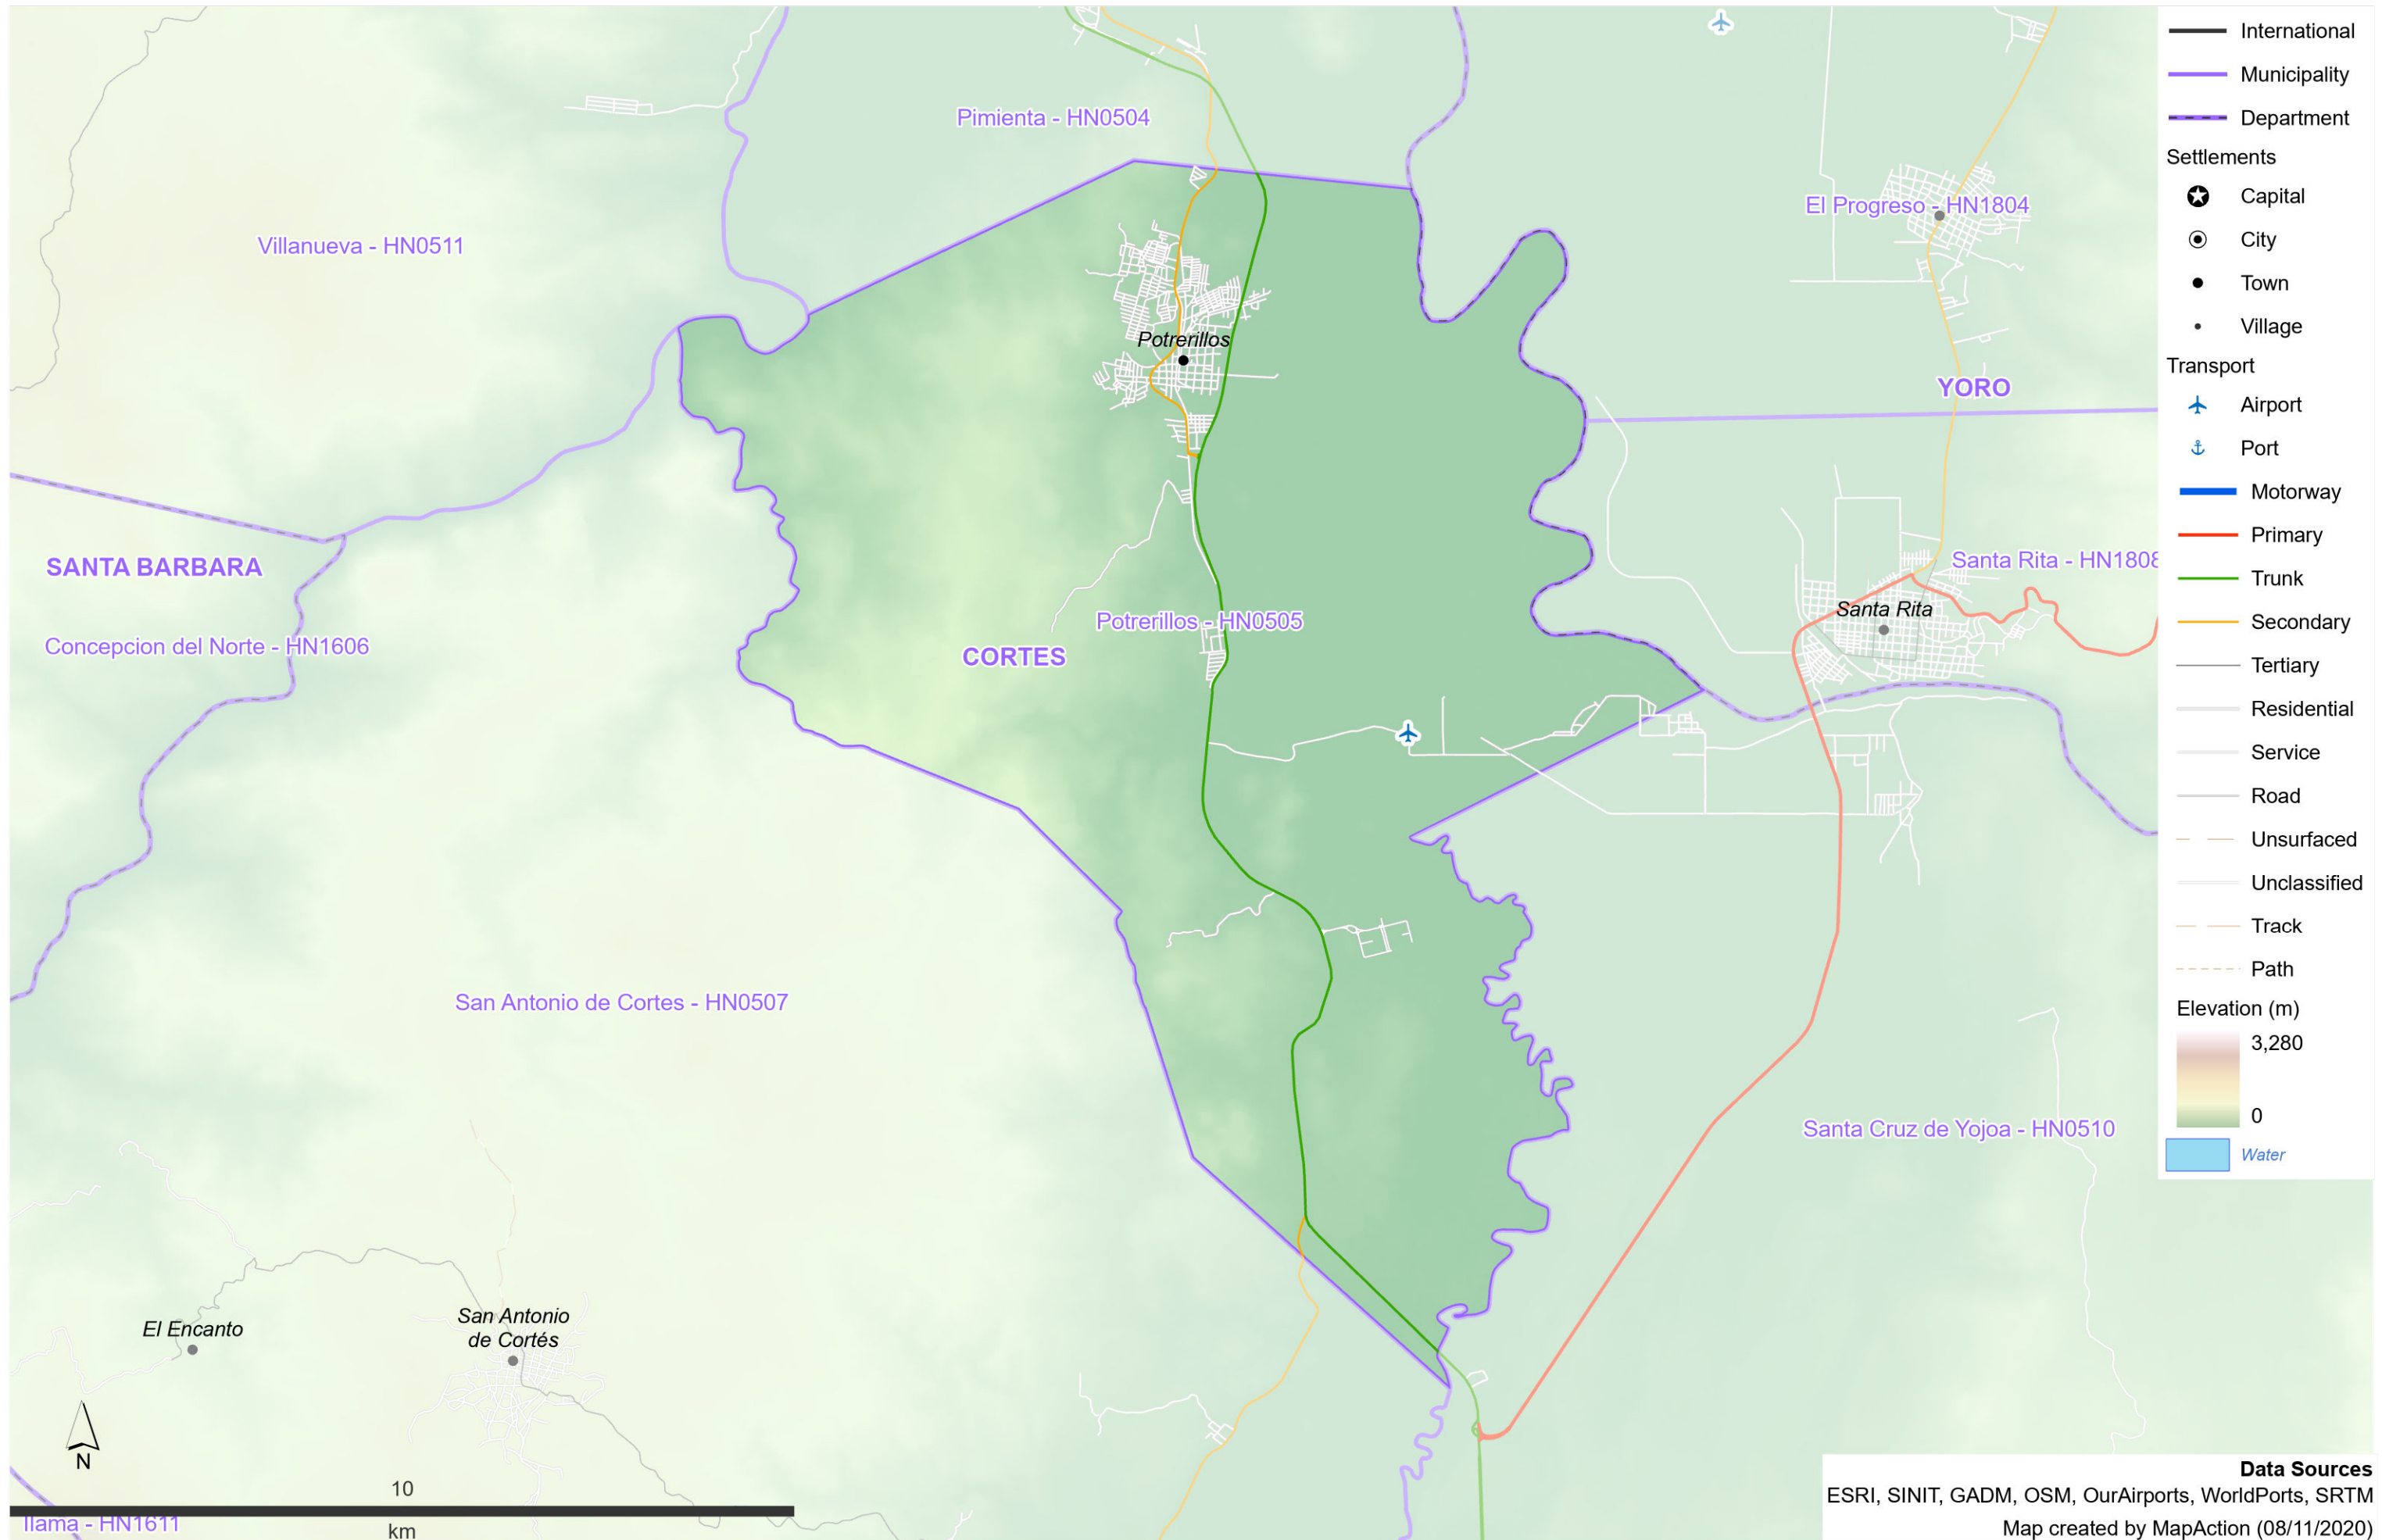 Pimienta - HN0504
El Progreso - HN1804
Villanueva - HN0511
Potrerillos
YORO
SANTA BARBARA
Santa Rita - HN1808
Santa Rita
Potrerillos - HN0505
Concepcion del Norte - HN1606
CORTES
San Antonio de Cortes - HN0507
Santa Cruz de Yojoa - HN0510
El Encanto
San Antonio
de Cortés
N
10
km
Ilama - HN1611
International
Municipality
Department
Settlements
Capital
City
Town
Village
Transport
Airport
Port
Motorway
Primary
Trunk
Secondary
Tertiary
Residential
Service
Road
Unsurfaced
Unclassified
Track
Path
Elevation (m)
3,280
0
Water
Data Sources
ESRI, SINIT, GADM, OSM, OurAirports, WorldPorts, SRTM
Map created by MapAction (08/11/2020)